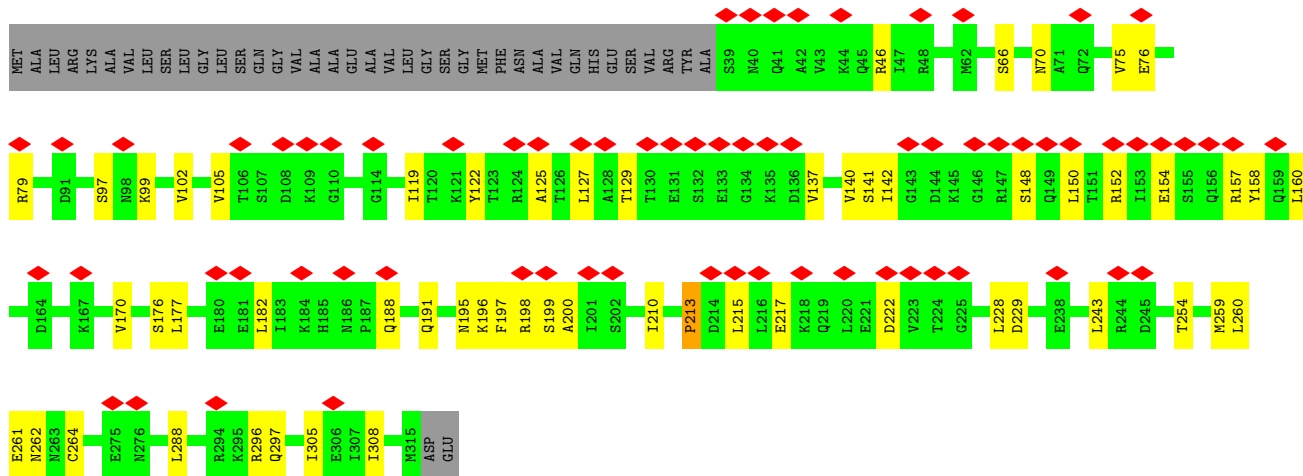 MET ALA LEU ARG LYS ALA VAL LEU SER LEU GLY LEU SER GLN GLY VAL ALA ALA GLU ALA VAL LEU GLY SER GLY MET PHE ASN ALA VAL GLN HIS GLU SER VAL ARG TYR ALA S39 N40 Q41 A42 V43 K44 Q45 R46 I47 R48 M62 S66 N70 A71 Q72 V75 E76
R79 D91 S97 N98 K99 V102 V105 T106 S107 D108 K109 G110 G114 I119 T120 K121 Y122 T123 R124 A125 T126 L127 A128 T129 T130 E131 S132 E133 G134 K135 D136 V137 V140 S141 I142 G143 D144 K145 G146 R147 S148 Q149 L150 T151 R152 I153 E154 S155 Q156 R157 Y158 Q159 L160
D164 K167 V170 S176 L177 E180 E181 L182 I183 K184 H185 N186 P187 Q188 Q191 N195 K196 F197 R198 S199 A200 I201 S202 I210 P213 D214 L215 L216 E217 K218 Q219 L220 E221 D222 V223 T224 G225 L228 D229 E238 L243 R244 D245 T254 M259 L260
E261 N262 N263 C264 E275 N276 L288 R294 K295 R296 Q297 I305 E306 I307 I308 M315 ASP GLU